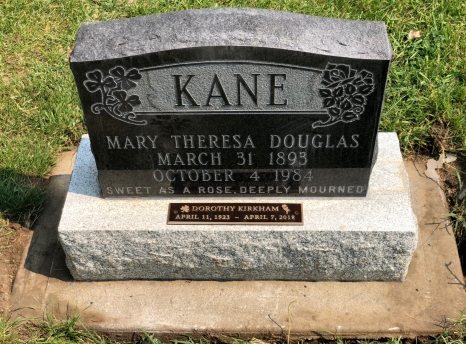 KANE
MARY THERESA DOUGLAS
MARCH 31 1893
OCTOBER 4 1984
SWEET AS A ROSE, DEEPLY MOURNED
DOROTHY KIRKHAM
APRIL 11, 1923 – APRIL 7, 2018